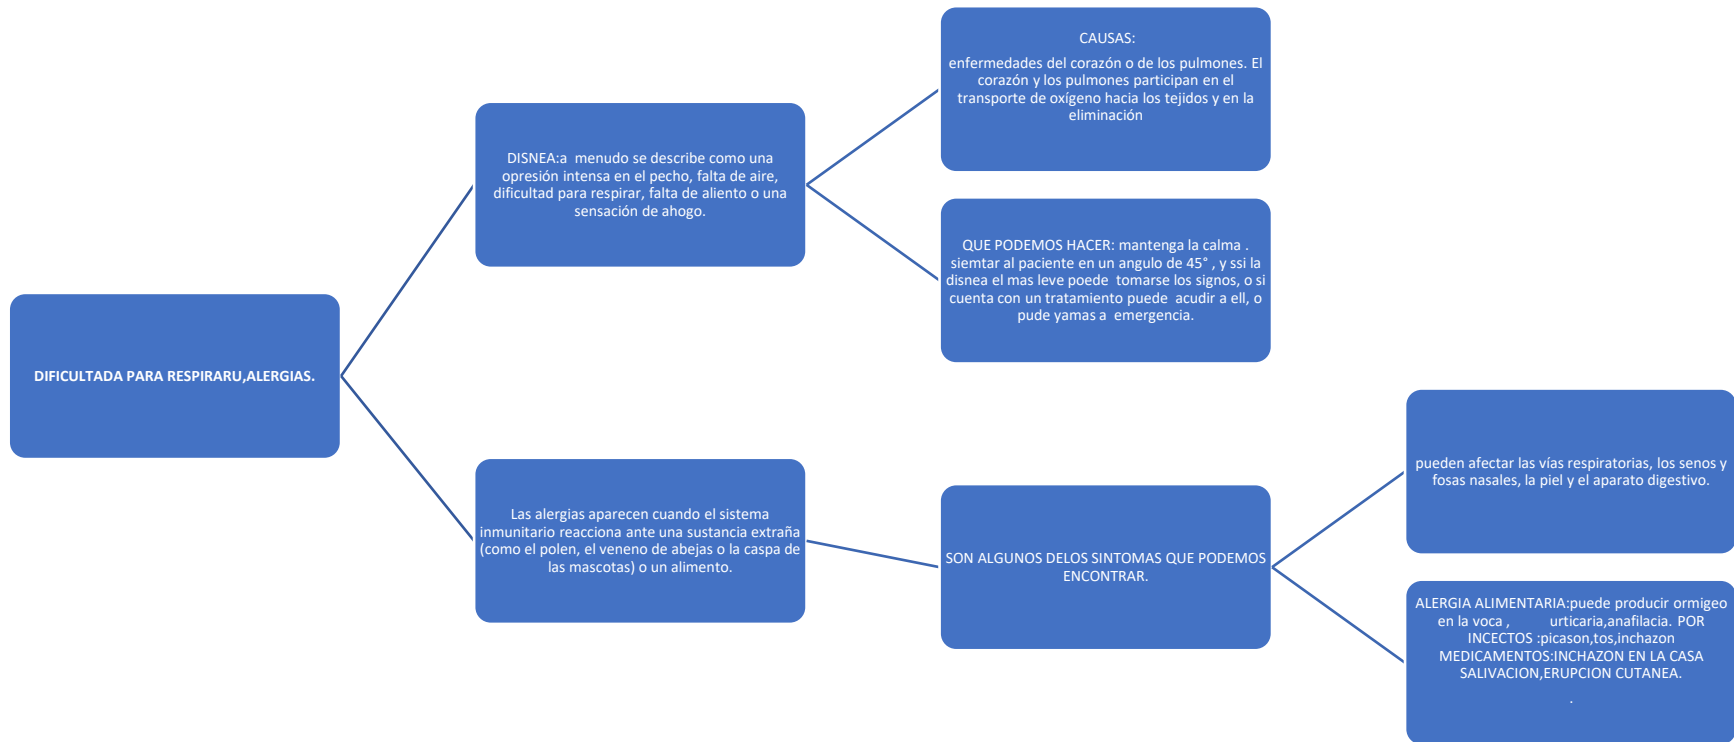 DIFICULTADA PARA RESPIRARU,ALERGIAS.
DISNEA:a  menudo se describe como una
opresión intensa en el pecho, falta de aire,
dificultad para respirar, falta de aliento o una
sensación de ahogo.
CAUSAS:
enfermedades del corazón o de los pulmones. El
corazón y los pulmones participan en el
transporte de oxígeno hacia los tejidos y en la
eliminación
QUE PODEMOS HACER: mantenga la calma .
siemtar al paciente en un angulo de 45° , y ssi la
disnea el mas leve poede  tomarse los signos, o si
cuenta con un tratamiento puede  acudir a ell, o
pude yamas a  emergencia.
Las alergias aparecen cuando el sistema
inmunitario reacciona ante una sustancia extraña
(como el polen, el veneno de abejas o la caspa de
las mascotas) o un alimento.
SON ALGUNOS DELOS SINTOMAS QUE PODEMOS
ENCONTRAR.
pueden afectar las vías respiratorias, los senos y
fosas nasales, la piel y el aparato digestivo.
ALERGIA ALIMENTARIA:puede producir ormigeo
en la voca ,        urticaria,anafilacia. POR
INCECTOS :picason,tos,inchazon
MEDICAMENTOS:INCHAZON EN LA CASA
SALIVACION,ERUPCION CUTANEA.
.